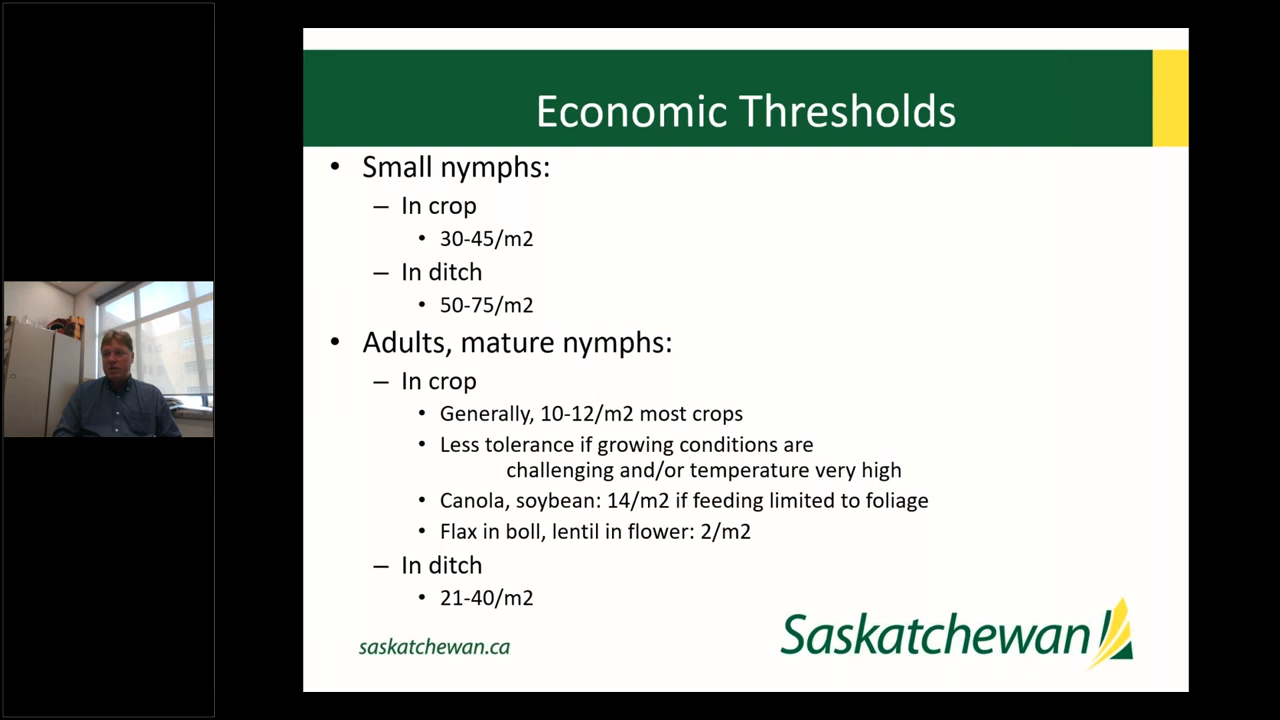 Economic Thresholds
• Small nymphs:
– In crop
• 30-45/m2
– In ditch
• 50-75/m2
• Adults, mature nymphs:
– In crop
• Generally, 10-12/m2 most crops
• Less tolerance if growing conditions are
challenging and/or temperature very high
• Canola, soybean: 14/m2 if feeding limited to foliage
• Flax in boll, lentil in flower: 2/m2
– In ditch
• 21-40/m2
saskatchewan.ca
Saskatchewan